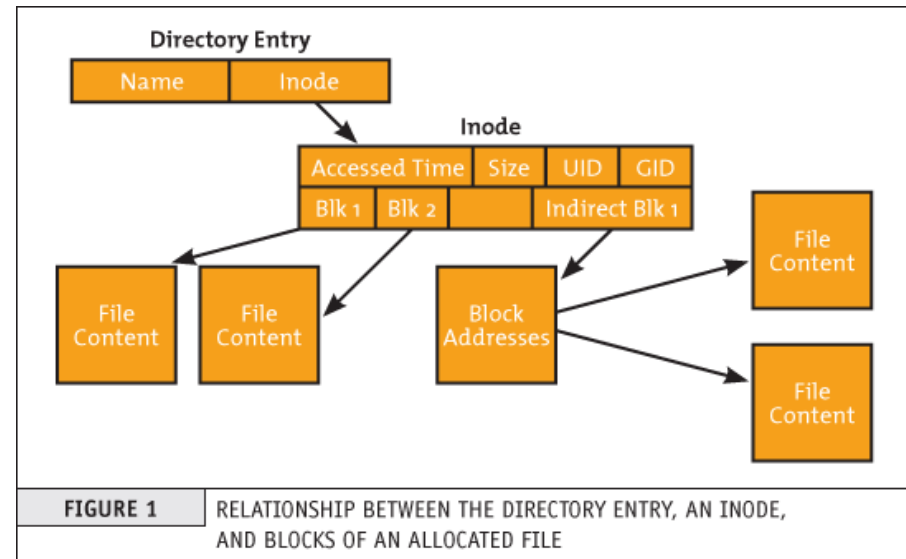 Directory Entry
Name Inode
Inode
Accessed Time Size UID GID
Blk 1 Blk 2 Indirect Blk 1
File
Content
File
Content
File
Content
Block
Addresses
File
Content
FIGURE 1 RELATIONSHIP BETWEEN THE DIRECTORY ENTRY, AN INODE,
AND BLOCKS OF AN ALLOCATED FILE